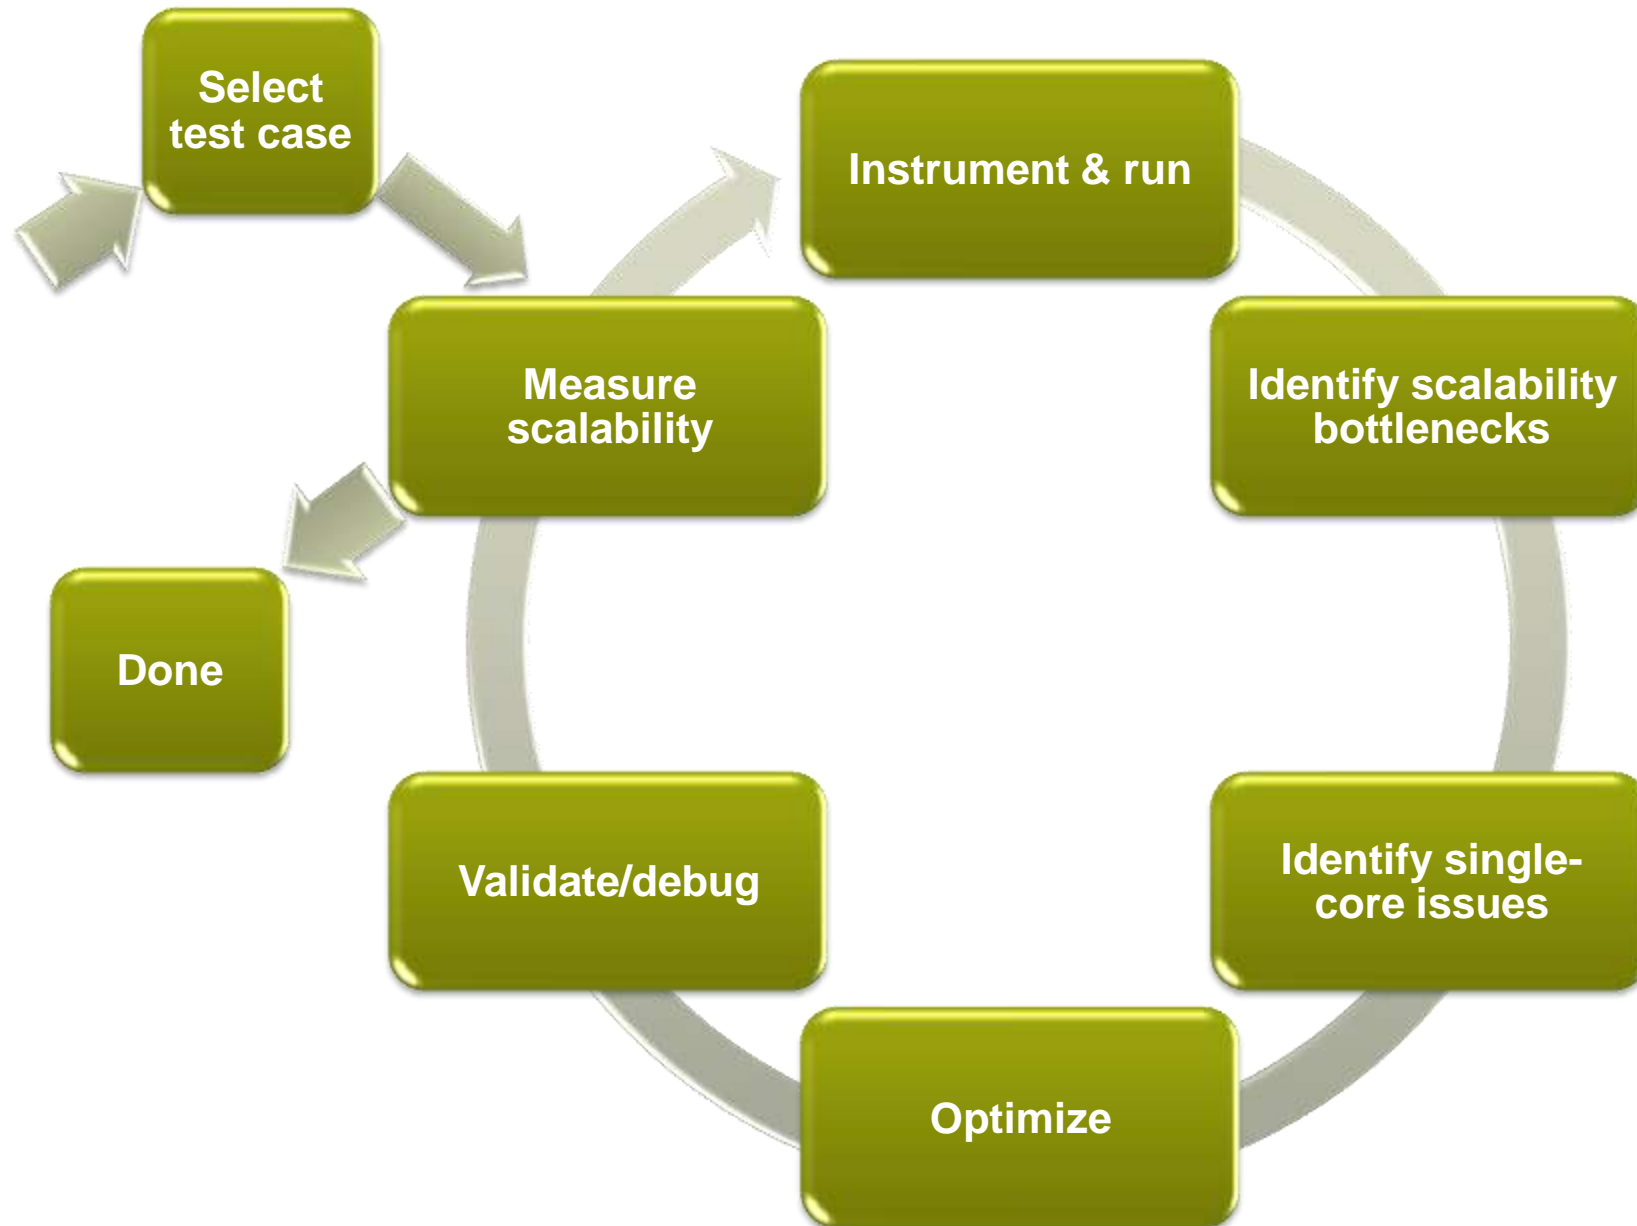 Select
test case
Instrument & run
Measure
scalability
Identify scalability
bottlenecks
Done
Validate/debug
Identify single-
core issues
Optimize